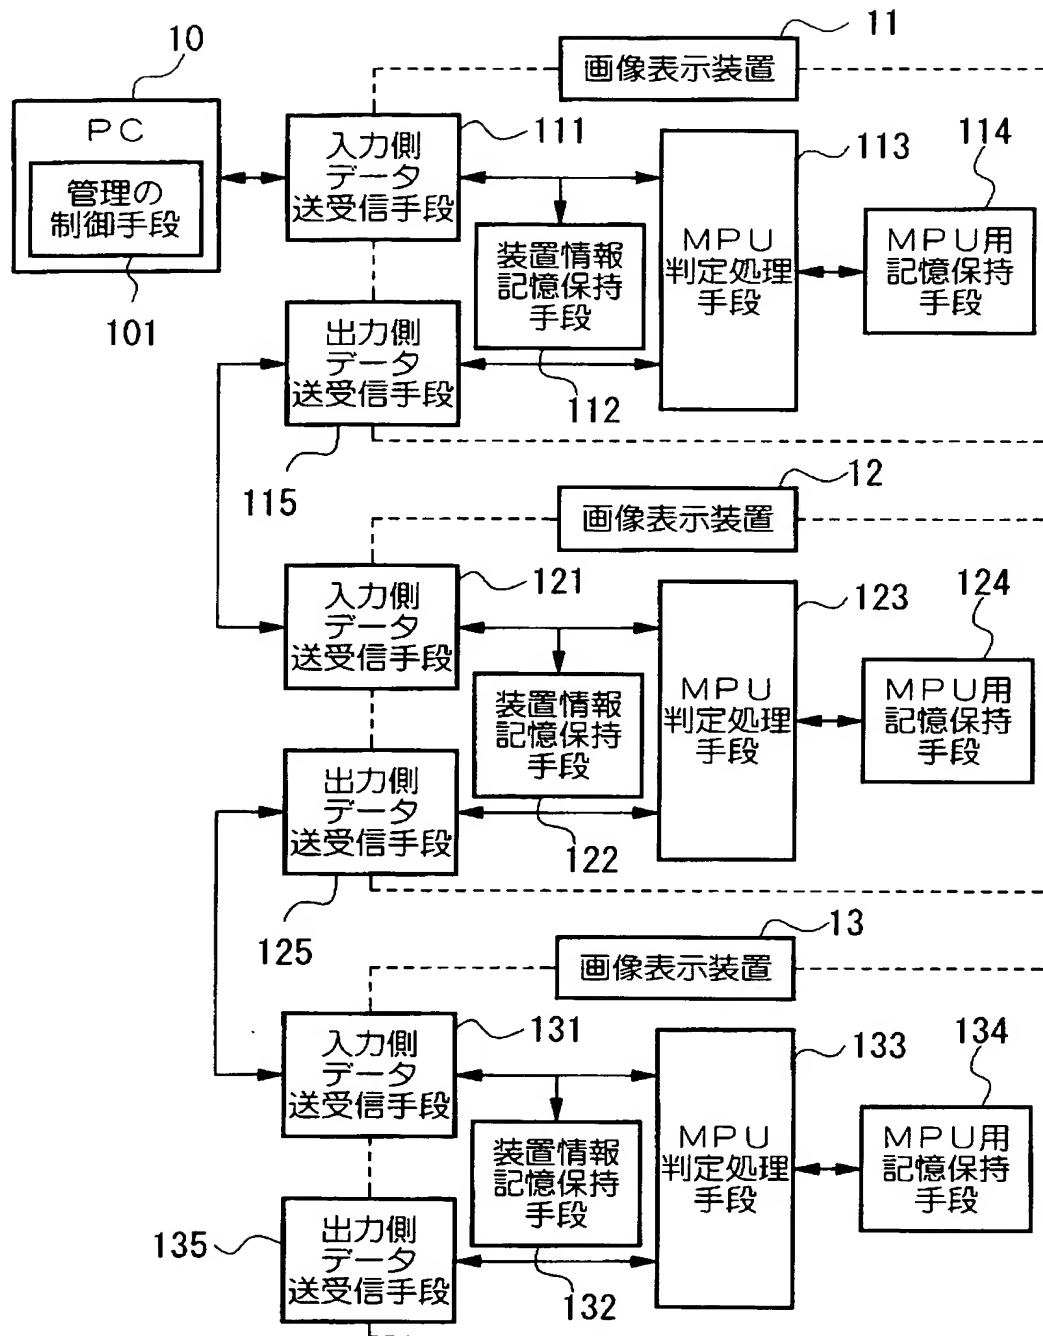 11
画像表示装置
10
PC
管理の
制御手段
101
入力側
データ
送受信手段
111
113
114
装置情報
記憶保持
手段
112
MPU
判定処理
手段
MPU用
記憶保持
手段
出力側
データ
送受信手段
115
12
画像表示装置
入力側
データ
送受信手段
121
123
124
装置情報
記憶保持
手段
122
MPU
判定処理
手段
MPU用
記憶保持
手段
出力側
データ
送受信手段
125
13
画像表示装置
入力側
データ
送受信手段
131
133
134
装置情報
記憶保持
手段
132
MPU
判定処理
手段
MPU用
記憶保持
手段
135
出力側
データ
送受信手段